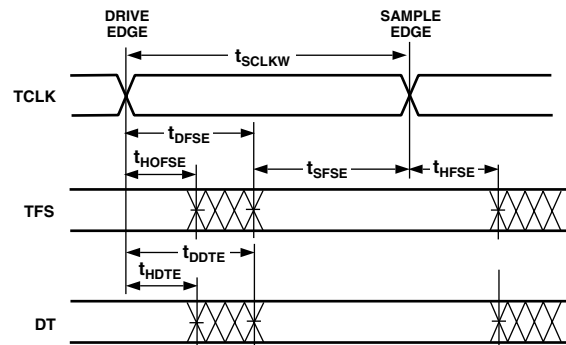 DRIVE
EDGE
SAMPLE
EDGE
tSCLKW
TCLK
tDFSE
tHOFSE
tSFSE
tHFSE
TFS
tDDTE
tHDTE
DT